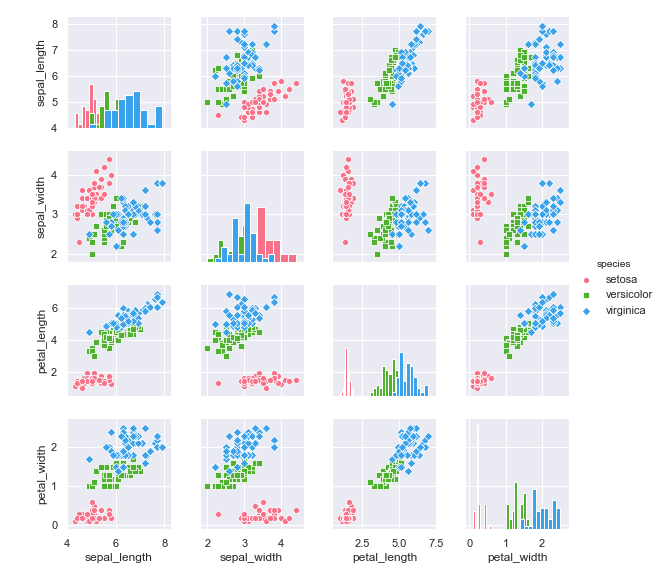 8
7
6
5
4
sepal_length
4
3
2
sepal_width
species
setosa
versicolor
virginica
6
4
2
petal_length
2
1
0
petal_width
4 6 8
2 3 4
2.5 5.0 7.5
0 1 2
sepal_length sepal_width petal_length petal_width